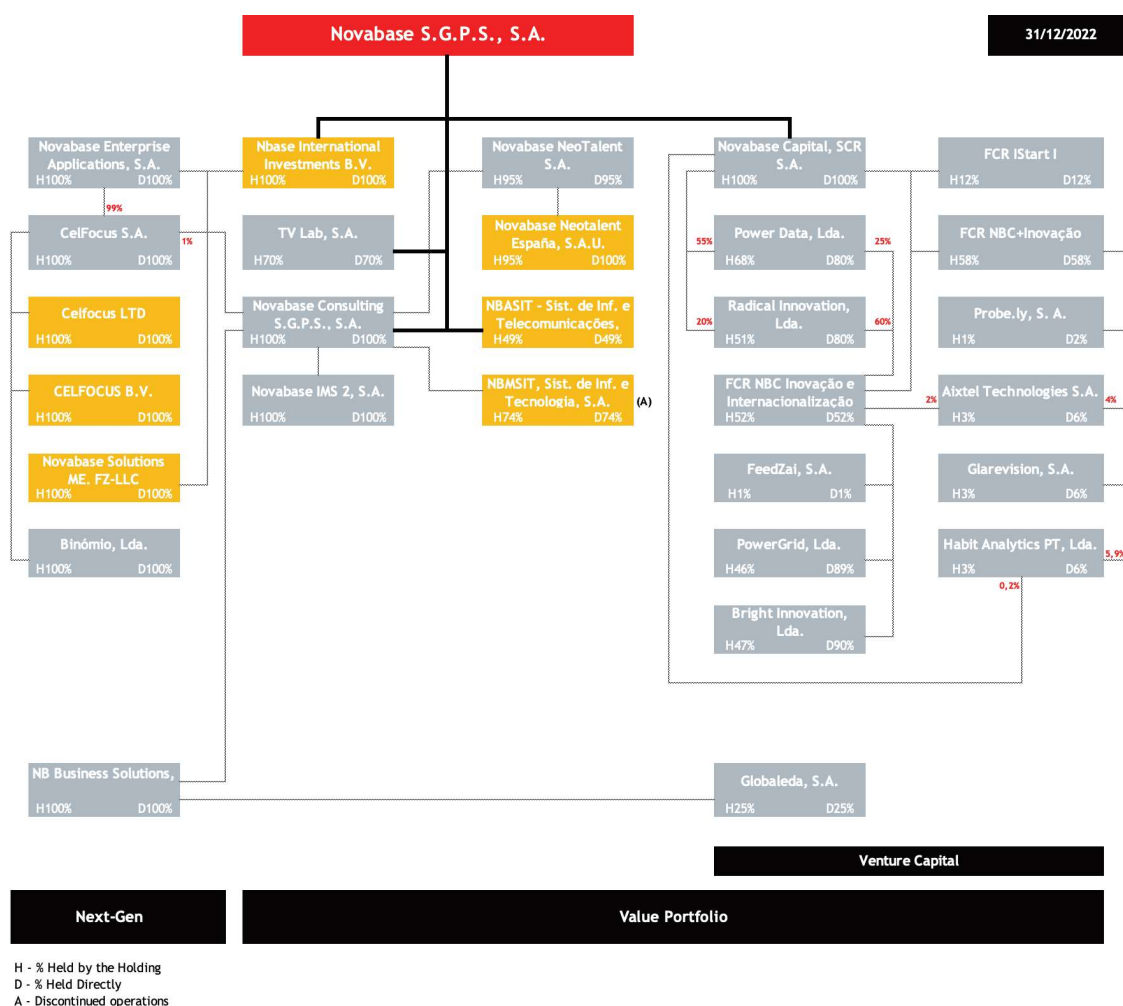 Novabase S.G.P.S., S.A.
31/12/2022
Novabase Enterprise
Applications, S.A.
H100% D100%
Nbase International
Investments B.V.
H100% D100%
Novabase NeoTalent
S.A.
H95% D95%
Novabase Capital, SCR
S.A.
H100% D100%
FCR IStart I
H12% D12%
99%
CelFocus S.A.
H100% D100%
1%
TV Lab, S.A.
H70% D70%
Novabase Neotalent
España, S.A.U.
H95% D100%
55%
Power Data, Lda.
H68% D80%
25%
FCR NBC+Inovação
H58% D58%
Celfocus LTD
H100% D100%
Novabase Consulting
S.G.P.S., S.A.
H100% D100%
NBASIT - Sist. de Inf. e
Telecomunicações,
H49% D49%
20%
Radical Innovation,
Lda.
H51% D80%
60%
Probe.ly, S. A.
H1% D2%
CELFOCUS B.V.
H100% D100%
Novabase IMS 2, S.A.
H100% D100%
NBMSIT, Sist. de Inf. e
Tecnologia, S.A.
H74% D74%
(A)
FCR NBC Inovação e
Internacionalização
H52% D52%
2%
Aixtel Technologies S.A.
H3% D6%
4%
Novabase Solutions
ME. FZ-LLC
H100% D100%
FeedZai, S.A.
H1% D1%
Glarevision, S.A.
H3% D6%
Binómio, Lda.
H100% D100%
PowerGrid, Lda.
H46% D89%
Habit Analytics PT, Lda.
H3% D6%
5,9%
0,2%
Bright Innovation,
Lda.
H47% D90%
NB Business Solutions,
H100% D100%
Globaleda, S.A.
H25% D25%
Venture Capital
Next-Gen
Value Portfolio
H - % Held by the Holding
D - % Held Directly
A - Discontinued operations